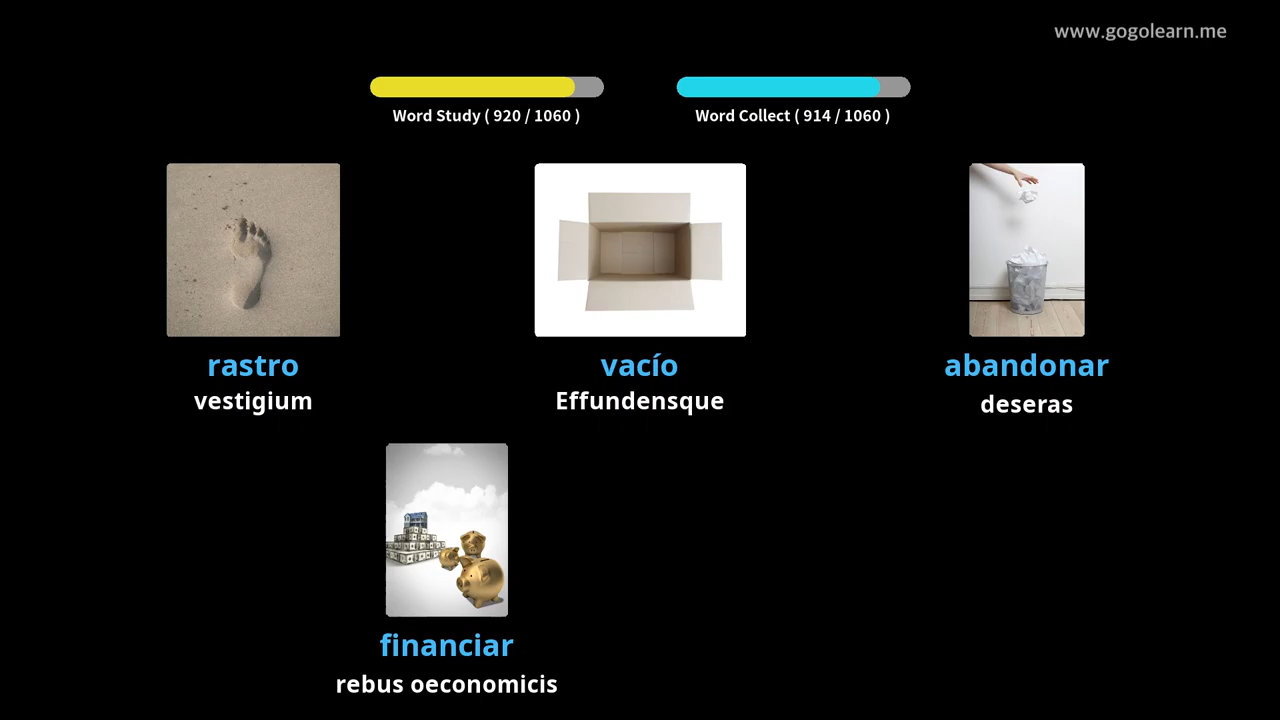 www.gogolearn.me
Word Study ( 920 / 1060 )
Word Collect ( 914 / 1060 )
rastro
vestigium
vacío
Effundensque
abandonar
deseras
financiar
rebus oeconomicis